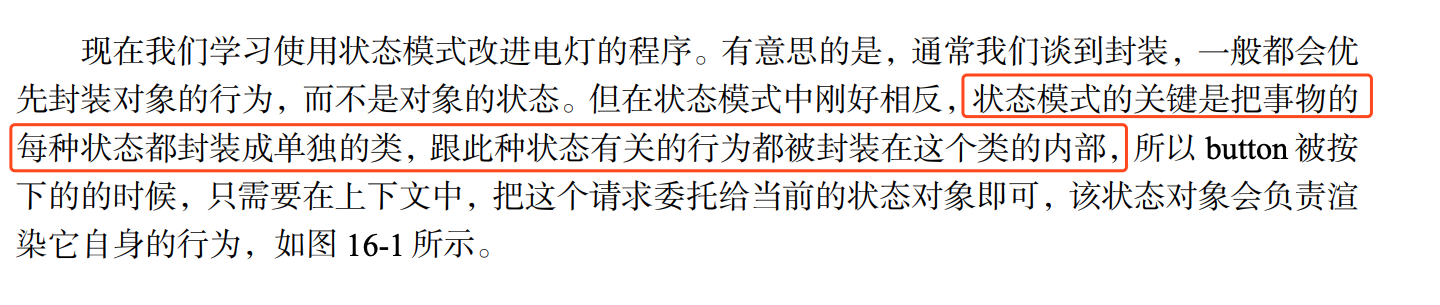 现在我们学习使用状态模式改进电灯的程序。有意思的是，通常我们谈到封装，一般都会优
先封装对象的行为，而不是对象的状态。但在状态模式中刚好相反，状态模式的关键是把事物的
每种状态都封装成单独的类，跟此种状态有关的行为都被封装在这个类的内部，所以 button 被按
下的的时候，只需要在上下文中，把这个请求委托给当前的状态对象即可，该状态对象会负责渲
染它自身的行为，如图 16-1 所示。